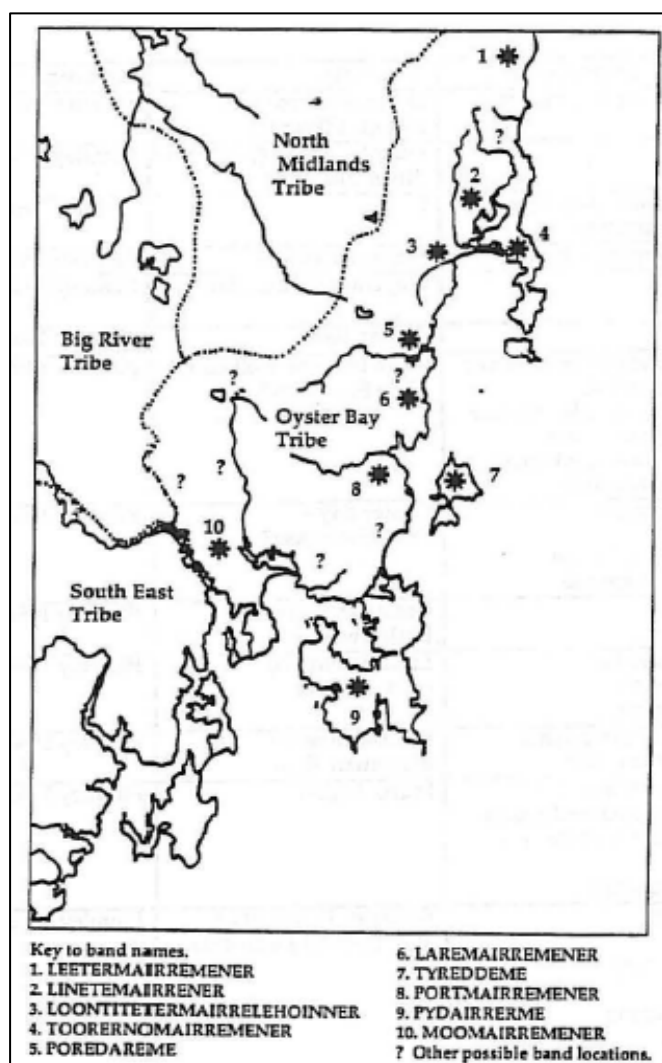 1
North
Midlands
Tribe
?
2
3
4
5
Big River
Tribe
?
?
6
Oyster Bay
Tribe
7
?
?
8
?
10
?
South East
Tribe
9
Key to band names.
1. LEETERMAIRREMENER
2. LINETEMAIRRENER
3. LOONTITETERMAIRRELEHOINNER
4. TOORERNOMAIRREMENER
5. POREDAREME
6. LAREMAIRREMENER
7. TYREDDEME
8. PORTMAIRREMENER
9. PYDAIRRERME
10. MOOMAIRREMENER
? Other possible band locations.